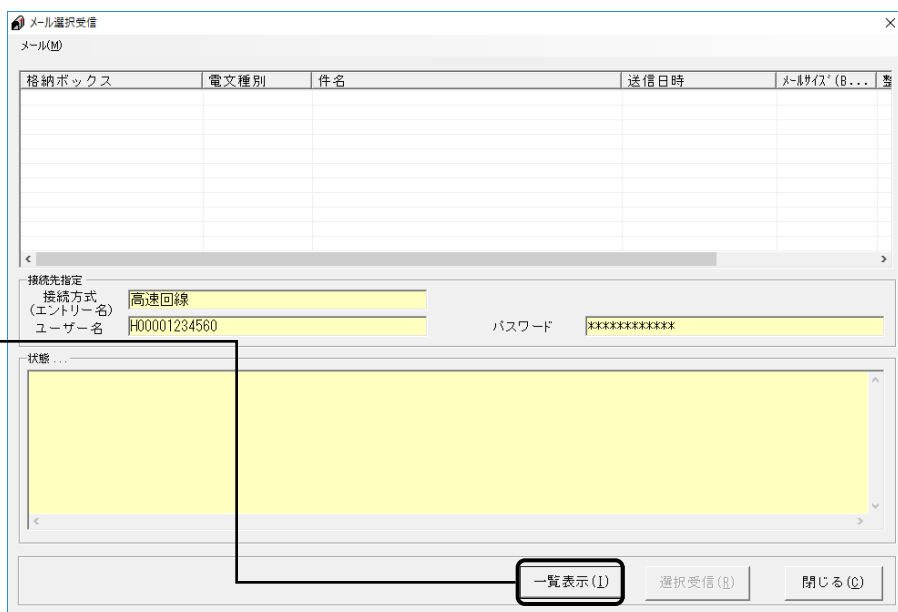 メール選択受信
メール(M)
格納ボックス 電文種別 件名 送信日時 メールサイズ(B... 整
接続先指定
接続方式
(エントリー名)
高速回線
ユーザー名 H00001234560 パスワード ************
状態...
一覧表示(I) 選択受信(R) 閉じる(C)